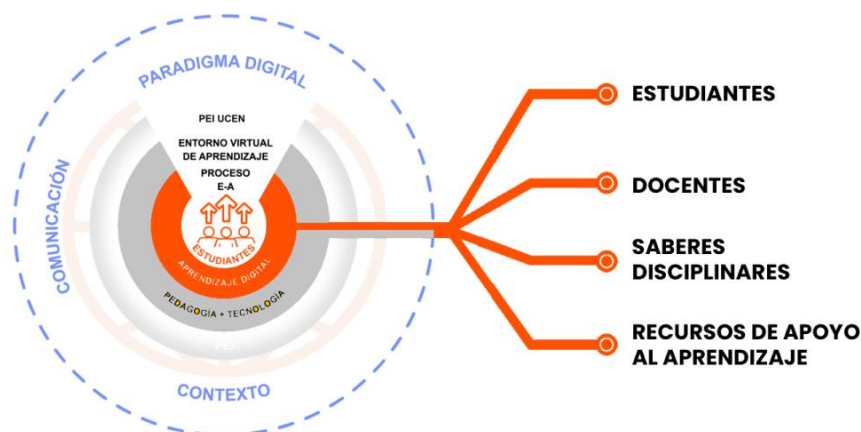 PARADIGMA DIGITAL
PEI UCEN
ENTORNO VIRTUAL
DE APRENDIZAJE
PROCESO
E-A
ESTUDIANTES
APRENDIZAJE DIGITAL
PEDAGOGÍA + TECNOLOGÍA
PEI
COMUNICACIÓN
CONTEXTO
ESTUDIANTES
DOCENTES
SABERES
DISCIPLINARES
RECURSOS DE APOYO
AL APRENDIZAJE